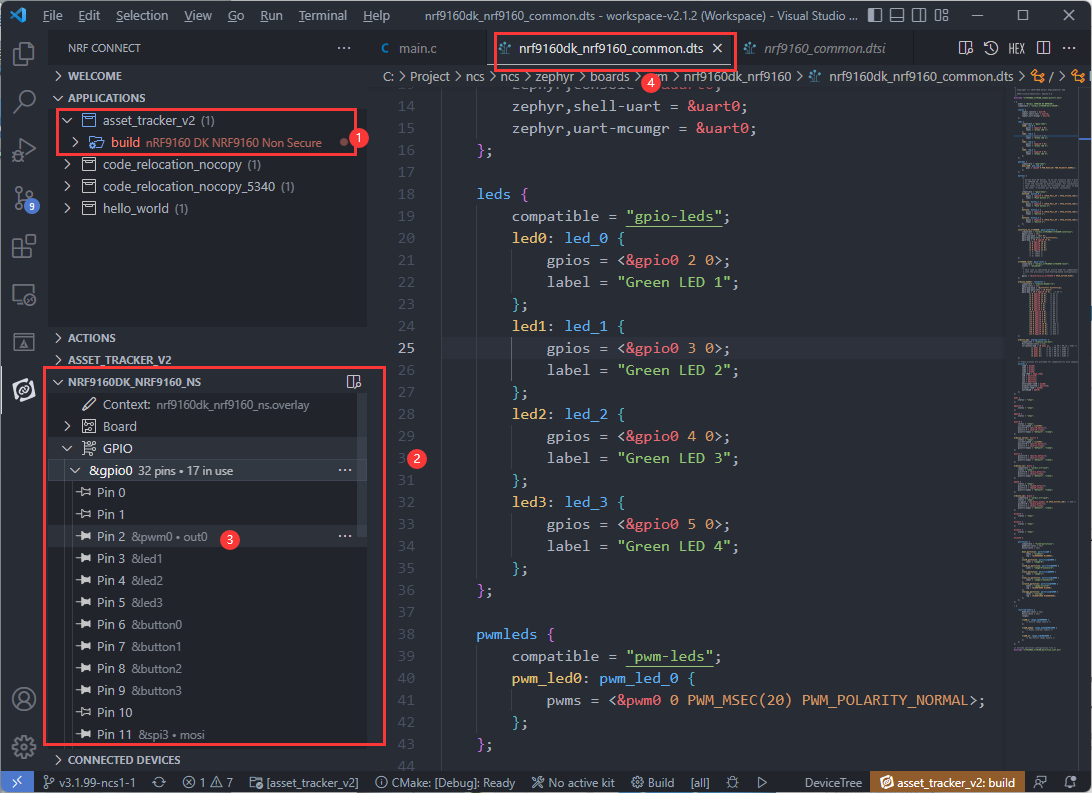 File Edit Selection View Go Run Terminal Help nrf9160dk_nrf9160_common.dts - workspace-v2.1.2 (Workspace) - Visual Studio ...
NRF CONNECT ...
WELCOME
APPLICATIONS
asset_tracker_v2 (1)
build nRF9160 DK NRF9160 Non Secure
1
code_relocation_nocopy (1)
code_relocation_nocopy_5340 (1)
hello_world (1)
9
ACTIONS
ASSET_TRACKER_V2
NRF9160DK_NRF9160_NS
Context: nrf9160dk_nrf9160_ns.overlay
Board
GPIO
&gpio0 32 pins • 17 in use ...
2
Pin 0
Pin 1
Pin 2 &pwm0 • out0 ...
3
Pin 3 &led1
Pin 4 &led2
Pin 5 &led3
Pin 6 &button0
Pin 7 &button1
Pin 8 &button2
Pin 9 &button3
Pin 10
Pin 11 &spi3 • mosi
CONNECTED DEVICES
C main.c nrf9160dk_nrf9160_common.dts nrf9160_common.dtsi HEX ...
C: > Project > ncs > ncs > zephyr > boards > nrf9160dk_nrf9160 > nrf9160dk_nrf9160_common.dts > / >
4
14 zephyr,shell-uart = &uart0;
15 zephyr,uart-mcumgr = &uart0;
16 };
17
18 leds {
19 compatible = "gpio-leds";
20 led0: led_0 {
21 gpios = <&gpio0 2 0>;
22 label = "Green LED 1";
23 };
24 led1: led_1 {
25 gpios = <&gpio0 3 0>;
26 label = "Green LED 2";
27 };
28 led2: led_2 {
29 gpios = <&gpio0 4 0>;
label = "Green LED 3";
31 };
32 led3: led_3 {
33 gpios = <&gpio0 5 0>;
34 label = "Green LED 4";
35 };
36 };
37
38 pwmleds {
39 compatible = "pwm-leds";
40 pwm_led0: pwm_led_0 {
41 pwms = <&pwm0 0 PWM_MSEC(20) PWM_POLARITY_NORMAL>;
42 };
43 };
44
v3.1.99-ncs1-1 1 7 [asset_tracker_v2] CMake: [Debug]: Ready No active kit Build [all] DeviceTree asset_tracker_v2: build